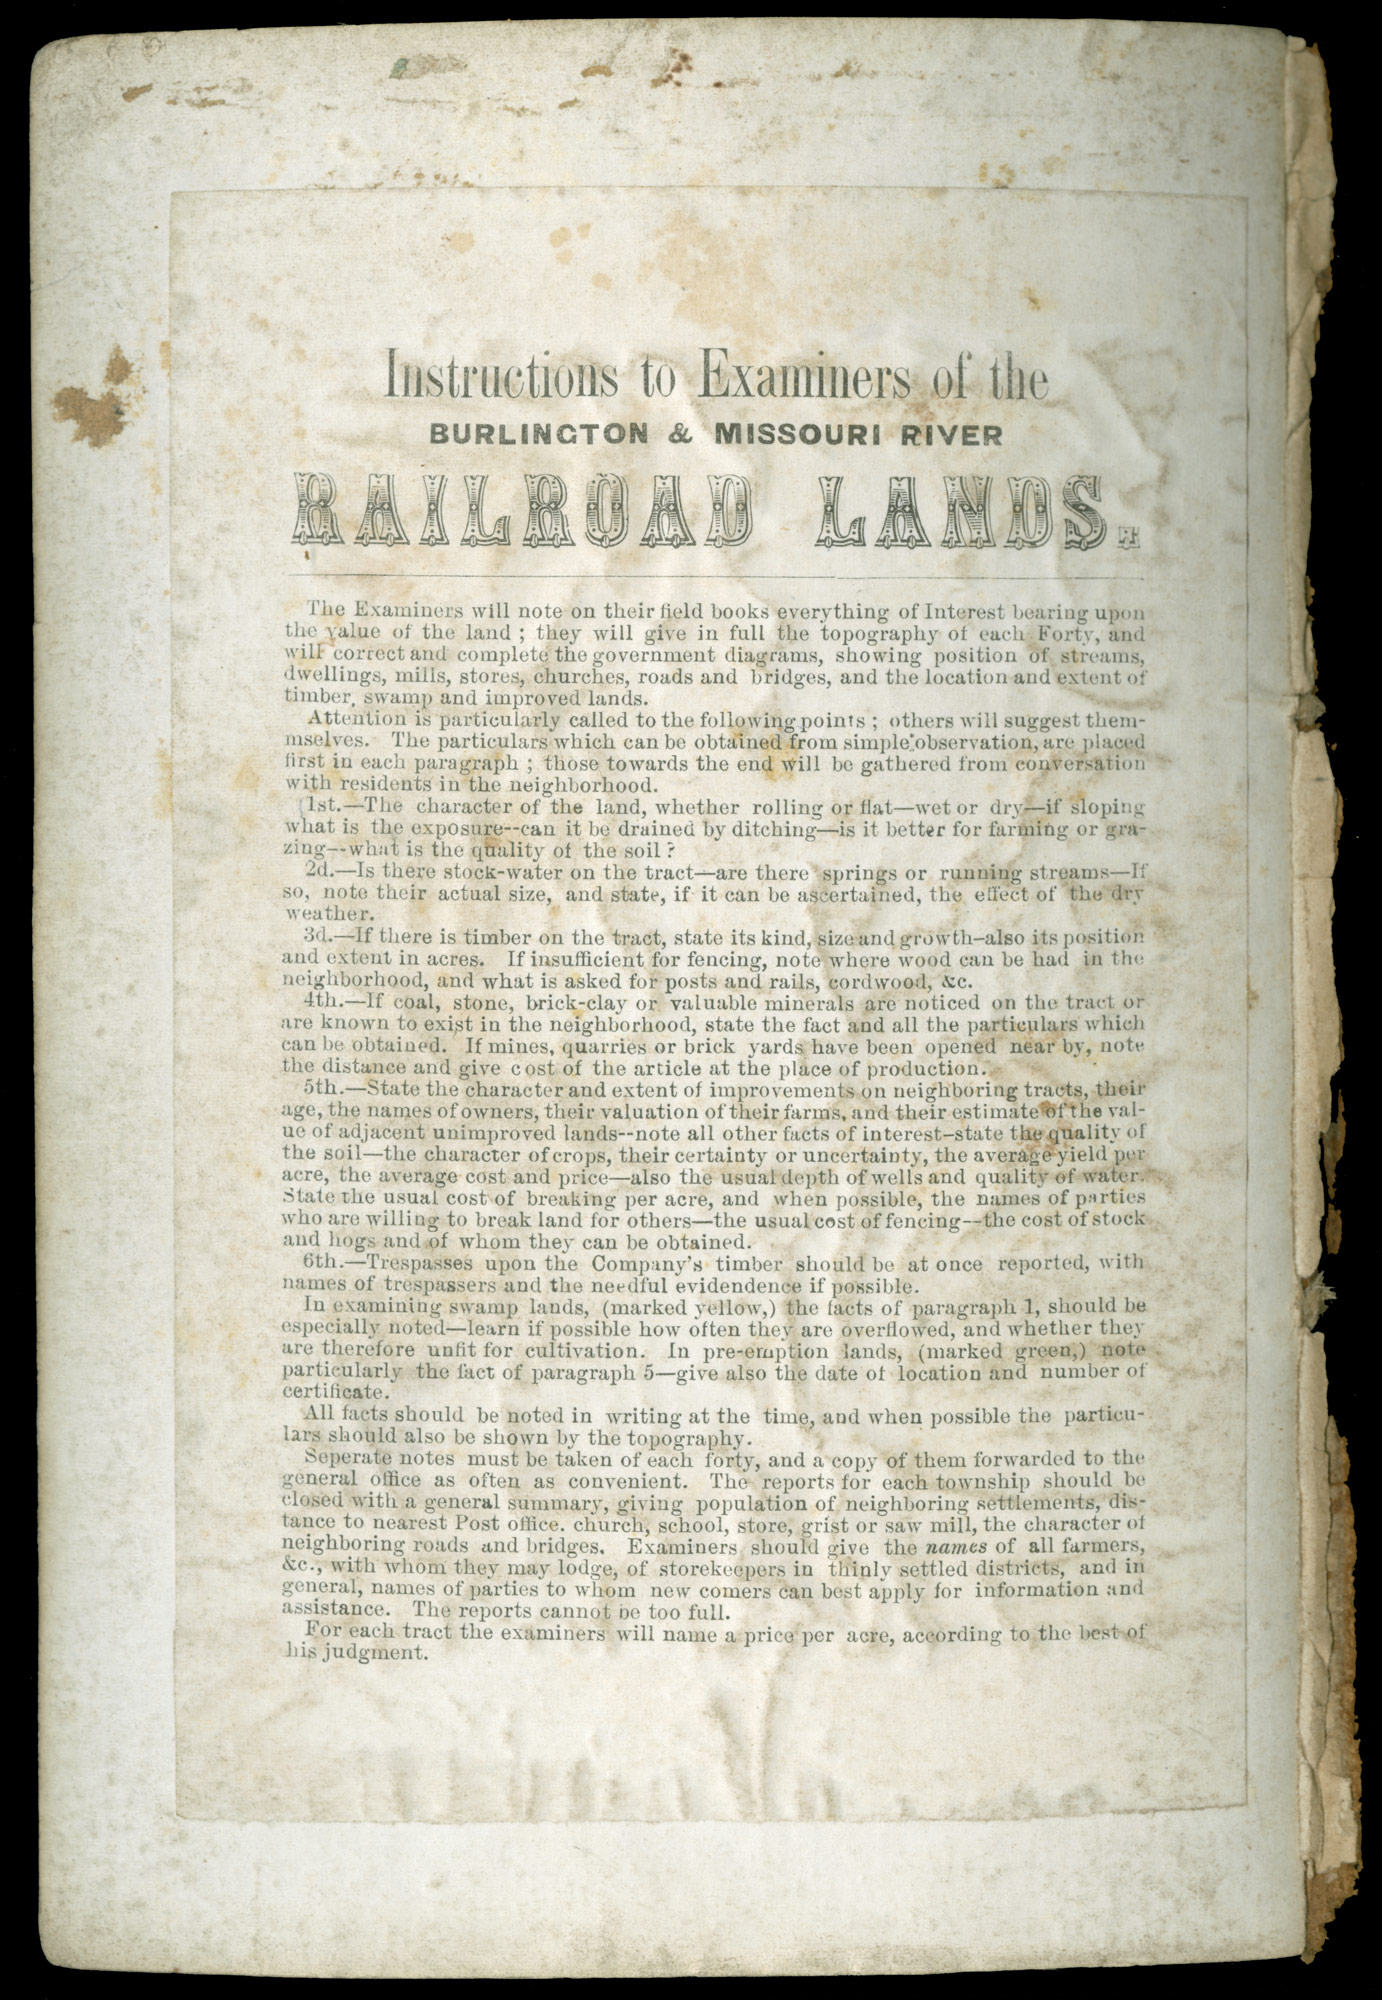 Instructions to Examiners of the
BURLINGTON & MISSOURI RIVER
RAILROAD LANDS.
The Examiners will note on their field books everything of Interest bearing upon
the value of the land ; they will give in full the topography of each Forty, and
will correct and complete the government diagrams, showing position of streams,
dwellings, mills, stores, churches, roads and bridges, and the location and extent of
timber, swamp and improved lands.
Attention is particularly called to the following points ; others will suggest them-
mselves. The particulars which can be obtained from simple observation, are placed
first in each paragraph ; those towards the end will be gathered from conversation
with residents in the neighborhood.
1st.—The character of the land, whether rolling or flat—wet or dry—if sloping
what is the exposure--can it be drained by ditching—is it better for farming or gra-
zing--what is the quality of the soil ?
2d.—Is there stock-water on the tract—are there springs or running streams—If
so, note their actual size, and state, if it can be ascertained, the effect of the dry
weather.
3d.—If there is timber on the tract, state its kind, size and growth–also its position
and extent in acres. If insufficient for fencing, note where wood can be had in the
neighborhood, and what is asked for posts and rails, cordwood, &c.
4th.—If coal, stone, brick-clay or valuable minerals are noticed on the tract or
are known to exist in the neighborhood, state the fact and all the particulars which
can be obtained. If mines, quarries or brick yards have been opened near by, note
the distance and give cost of the article at the place of production.
5th.—State the character and extent of improvements on neighboring tracts, their
age, the names of owners, their valuation of their farms, and their estimate of the val-
ue of adjacent unimproved lands--note all other facts of interest–state the quality of
the soil—the character of crops, their certainty or uncertainty, the average yield per
acre, the average cost and price—also the usual depth of wells and quality of water.
State the usual cost of breaking per acre, and when possible, the names of parties
who are willing to break land for others—the usual cost of fencing--the cost of stock
and hogs and of whom they can be obtained.
6th.—Trespasses upon the Company's timber should be at once reported, with
names of trespassers and the needful evidendence if possible.
In examining swamp lands, (marked yellow,) the facts of paragraph 1, should be
especially noted—learn if possible how often they are overflowed, and whether they
are therefore unfit for cultivation. In pre-emption lands, (marked green,) note
particularly the fact of paragraph 5—give also the date of location and number of
certificate.
All facts should be noted in writing at the time, and when possible the particu-
lars should also be shown by the topography.
Seperate notes must be taken of each forty, and a copy of them forwarded to the
general office as often as convenient. The reports for each township should be
closed with a general summary, giving population of neighboring settlements, dis-
tance to nearest Post office. church, school, store, grist or saw mill, the character of
neighboring roads and bridges. Examiners should give the names of all farmers,
&c., with whom they may lodge, of storekeepers in thinly settled districts, and in
general, names of parties to whom new comers can best apply for information and
assistance. The reports cannot be too full.
For each tract the examiners will name a price per acre, according to the best of
his judgment.